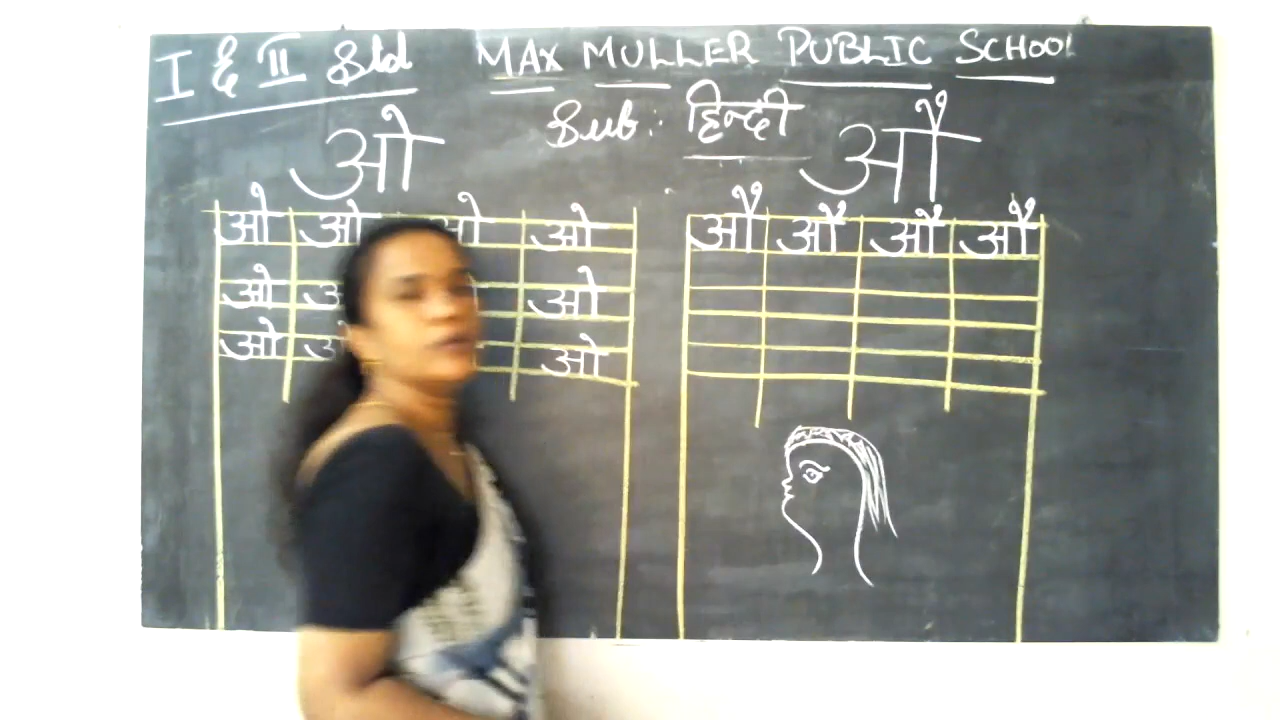 I & II Std MAX MULLER PUBLIC SCHOOL
Sub: हिन्दी
ओ औ
ओ ओ ओ ओ औ औ औ औ
ओ ओ
ओ ओ